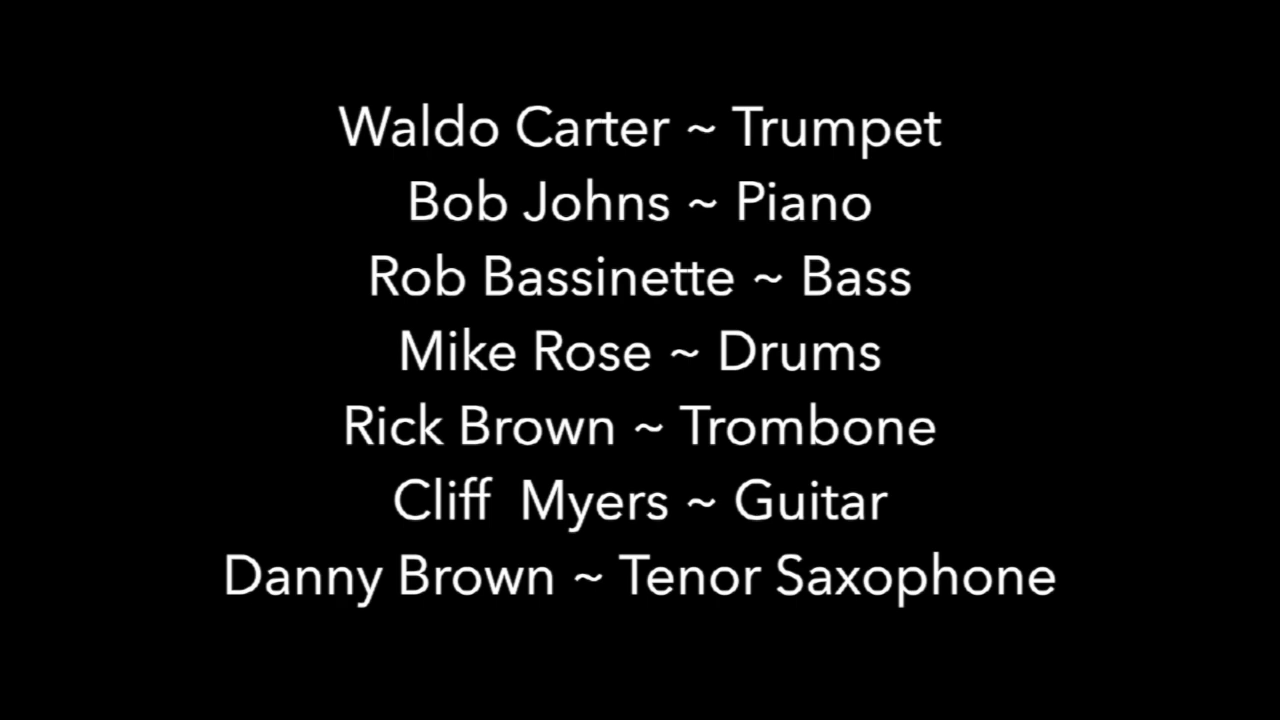 Waldo Carter ~ Trumpet
Bob Johns ~ Piano
Rob Bassinette ~ Bass
Mike Rose ~ Drums
Rick Brown ~ Trombone
Cliff  Myers ~ Guitar
Danny Brown ~ Tenor Saxophone